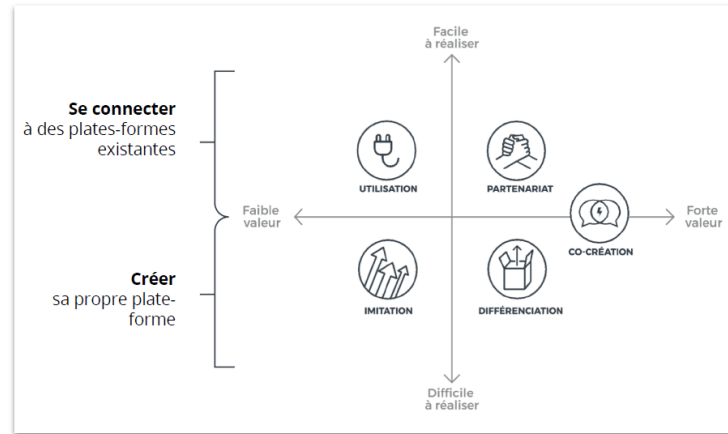 Facile
à réaliser
Se connecter
à des plates-formes
existantes
UTILISATION
PARTENARIAT
Faible
valeur
Forte
valeur
CO-CRÉATION
Créer
sa propre plate-
forme
IMITATION
DIFFÉRENCIATION
Difficile
à réaliser